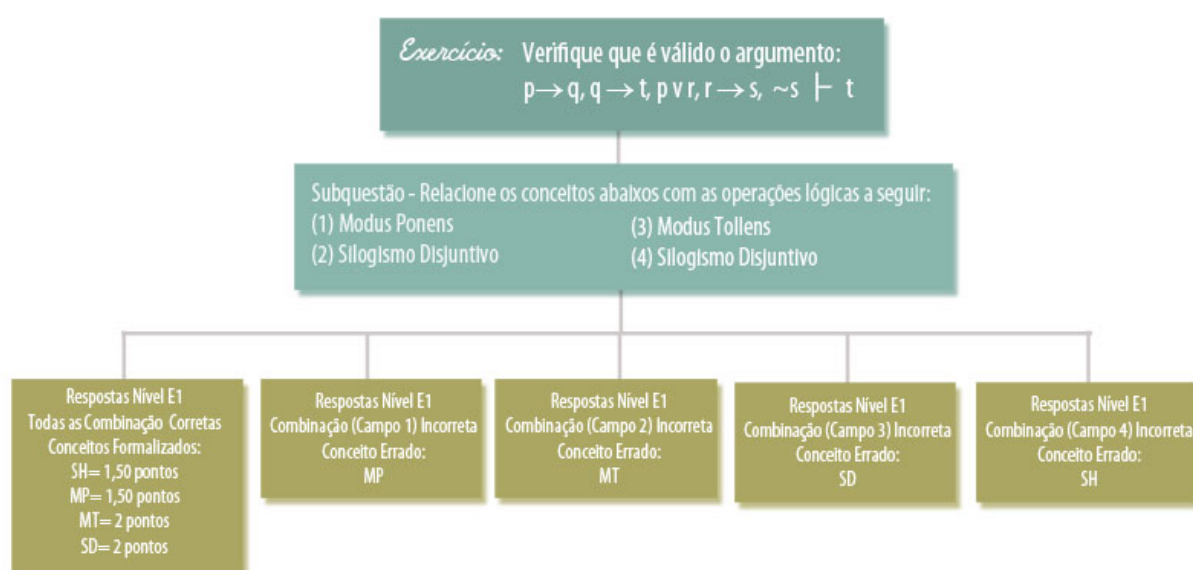 Exercício: Verifique que é válido o argumento:
p→q, q → t, p v r, r → s, ~s ├ t
Subquestão - Relione os conceitos abaixos com as operações lógicas a seguir:
(1) Modus Ponens
(2) Silogismo Disjuntivo
(3) Modus Tollens
(4) Silogismo Disjuntivo
Respostas Nível E1
Todas as Combinação Corretas
Conceitos Formalizados:
SH= 1,50 pontos
MP= 1,50 pontos
MT= 2 pontos
SD= 2 pontos
Respostas Nível E1
Combinação (Campo 1) Incorreta
Conceito Errado:
MP
Respostas Nível E1
Combinação (Campo 2) Incorreta
Conceito Errado:
MT
Respostas Nível E1
Combinação (Campo 3) Incorreta
Conceito Errado:
SD
Respostas Nível E1
Combinação (Campo 4) Incorreta
Conceito Errado:
SH